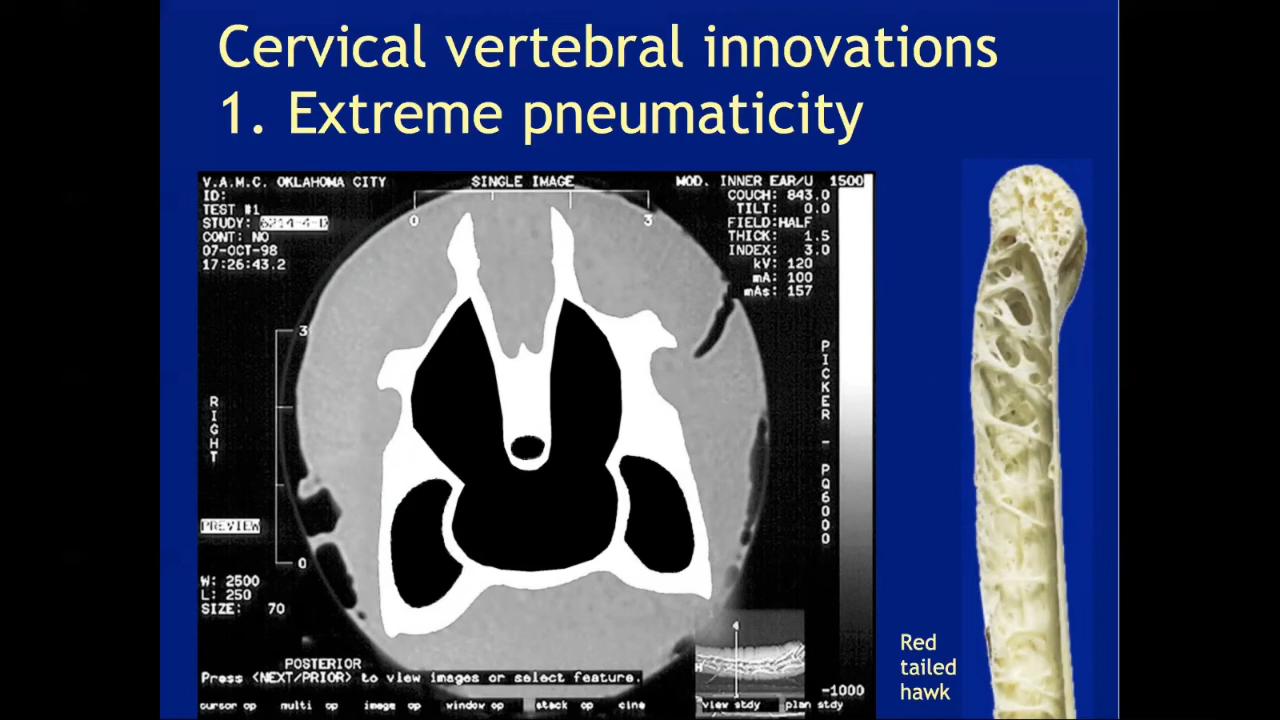 Cervical vertebral innovations
1. Extreme pneumaticity
V.A.M.C. OKLAHOMA CITY
ID:
TEST #1
STUDY:
CONT: NO
07-OCT-98
17:26:43.2
SINGLE IMAGE
0
3
MOD. INNER EAR/U 1500
COUCH: 843.0
TILT: 0.0
FIELD:HALF
THICK: 1.5
INDEX: 3.0
kV: 120
mA: 100
mAs: 157
3
0
RIGHT
PICKER - PQ6000
PREVIEW
W: 2500
L: 250
SIZE: 70
POSTERIOR
Press <NEXT/PRIOR> to view images or select feature.
cursor op multi op image op window op stack op cine view stdy plan stdy
4
-1000
Red
tailed
hawk